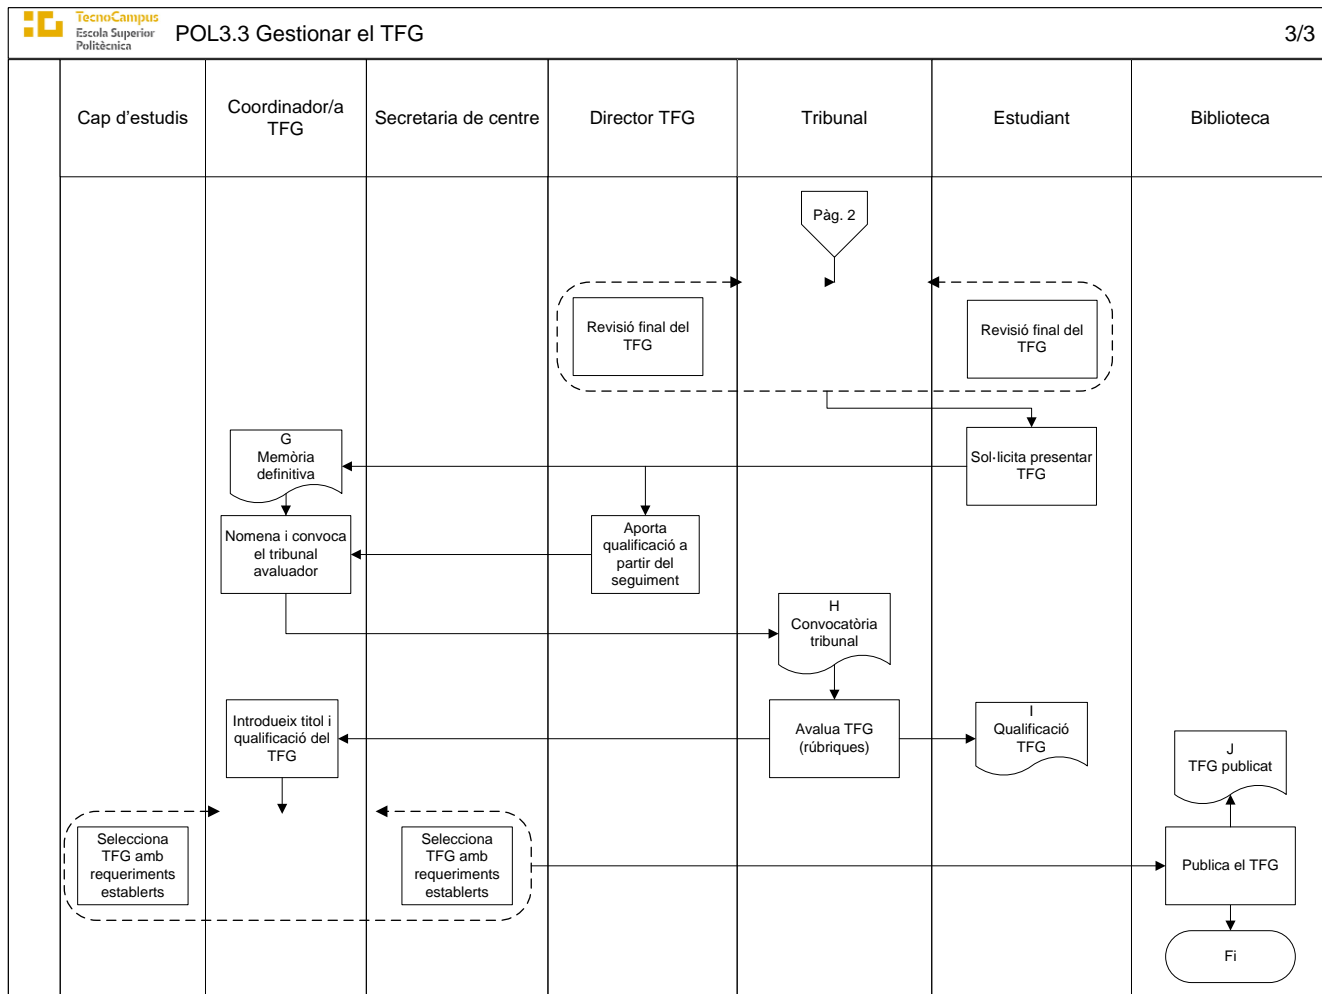 TecnoCampus
Escola Superior
Politècnica
POL3.3 Gestionar el TFG
3/3
Cap d'estudis
Coordinador/a
TFG
Secretaria de centre
Director TFG
Tribunal
Estudiant
Biblioteca
Pàg. 2
Revisió final del
TFG
Revisió final del
TFG
Sol·licita presentar
TFG
G
Memòria
definitiva
Nomena i convoca
el tribunal
avaluador
Aporta
qualificació a
partir del
seguiment
H
Convocatòria
tribunal
Introdueix titol i
qualificació del
TFG
Avalua TFG
(rúbriques)
I
Qualificació
TFG
J
TFG publicat
Selecciona
TFG amb
requeriments
establerts
Selecciona
TFG amb
requeriments
establerts
Publica el TFG
Fi